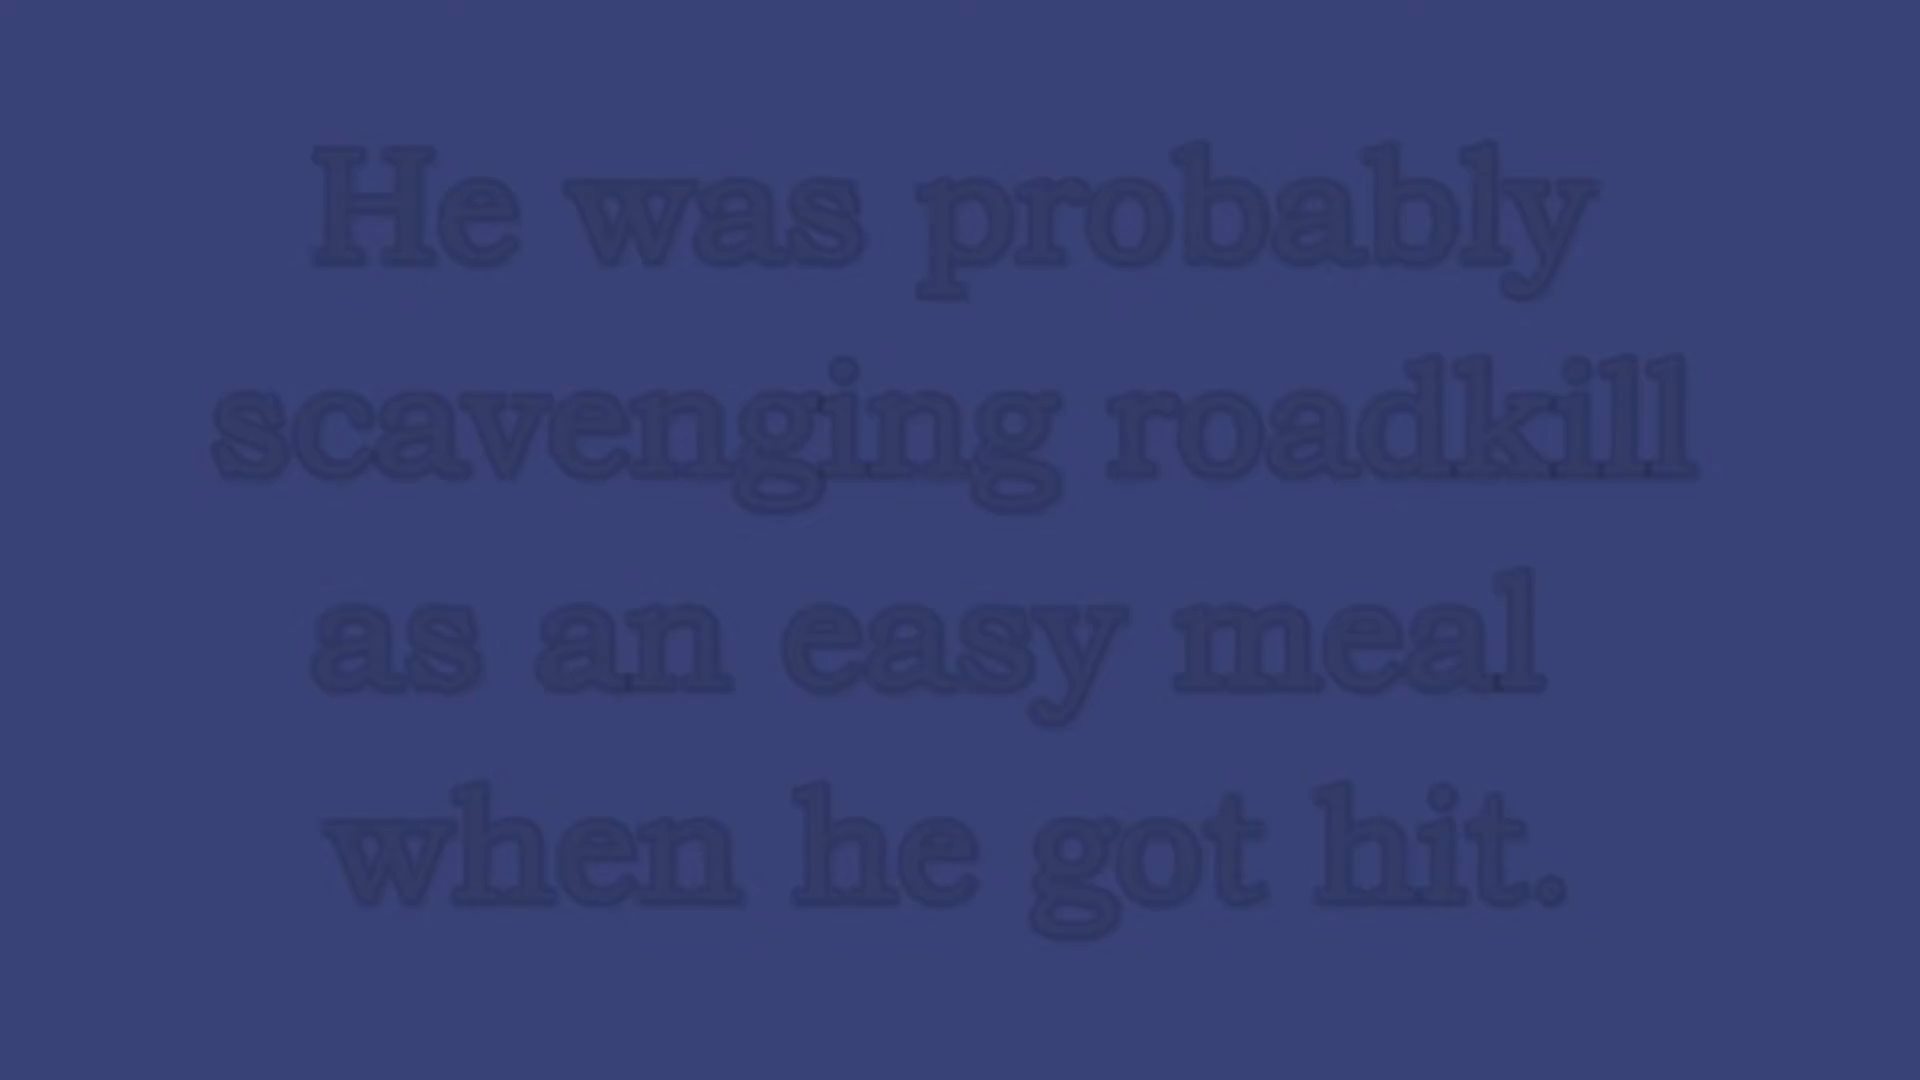 He was probably
scavenging roadkill
as an easy meal
when he got hit.